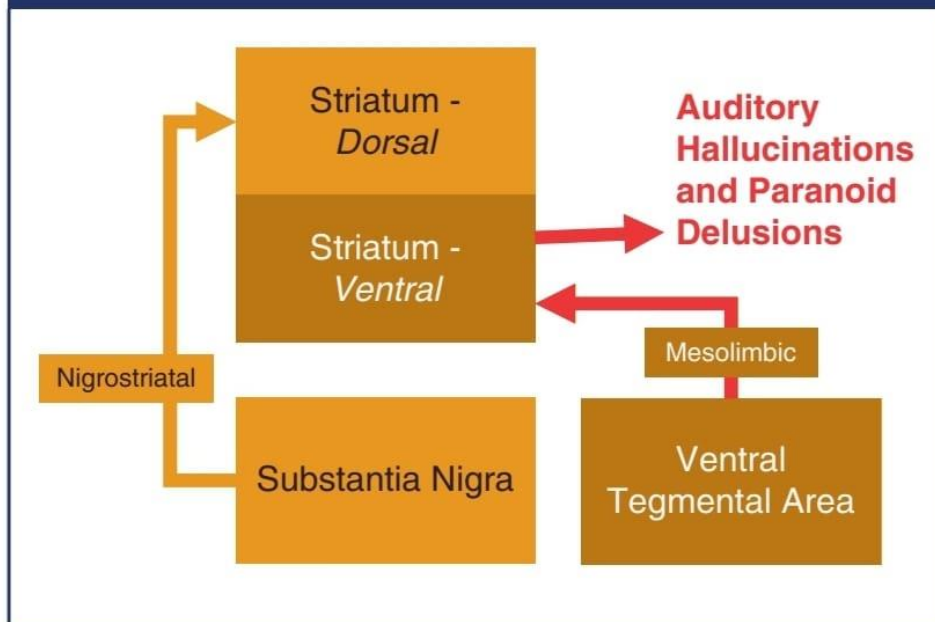 Striatum -
Dorsal
Auditory
Hallucinations
and Paranoid
Delusions
Striatum -
Ventral
Mesolimbic
Nigrostriatal
Substantia Nigra
Ventral
Tegmental Area